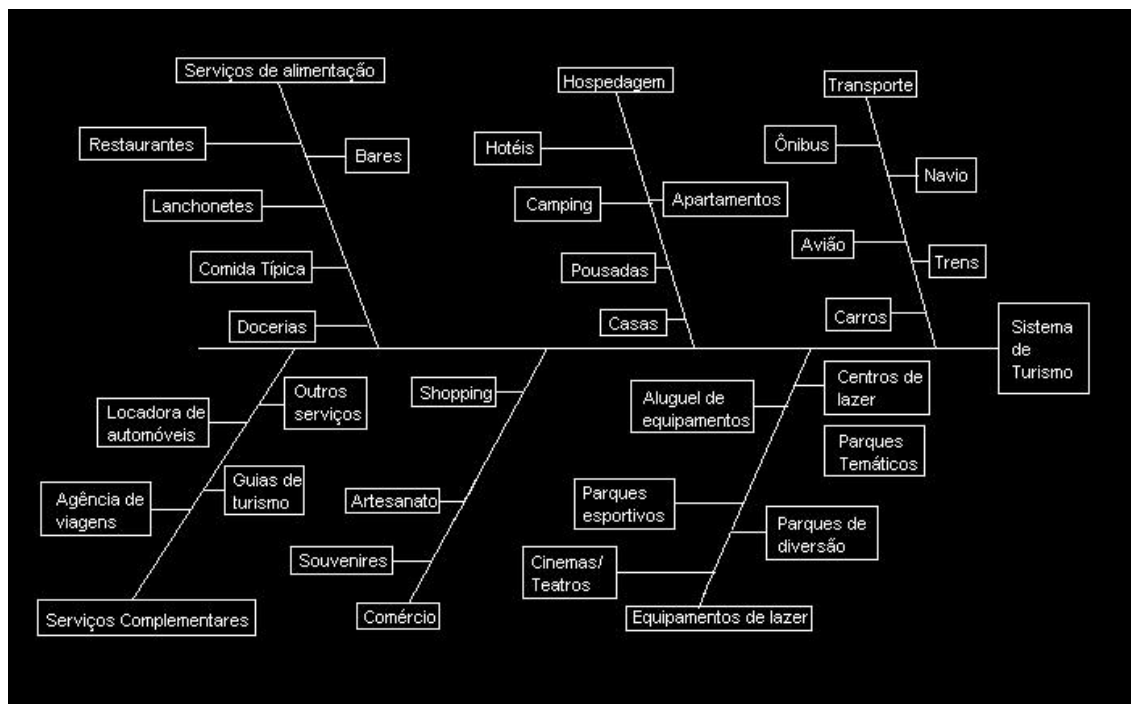 Serviços de alimentação
Hospedagem
Transporte
Restaurantes
Bares
Lanchonetes
Comida Típica
Docerias
Hotéis
Camping
Apartamentos
Pousadas
Casas
Ônibus
Navio
Avião
Trens
Carros
Sistema
de
Turismo
Outros
serviços
Locadora de
automóveis
Guias de
turismo
Agência de
viagens
Serviços Complementares
Shopping
Artesanato
Souvenires
Comércio
Centros de
lazer
Aluguel de
equipamentos
Parques
Temáticos
Parques
esportivos
Parques de
diversão
Cinemas/
Teatros
Equipamentos de lazer